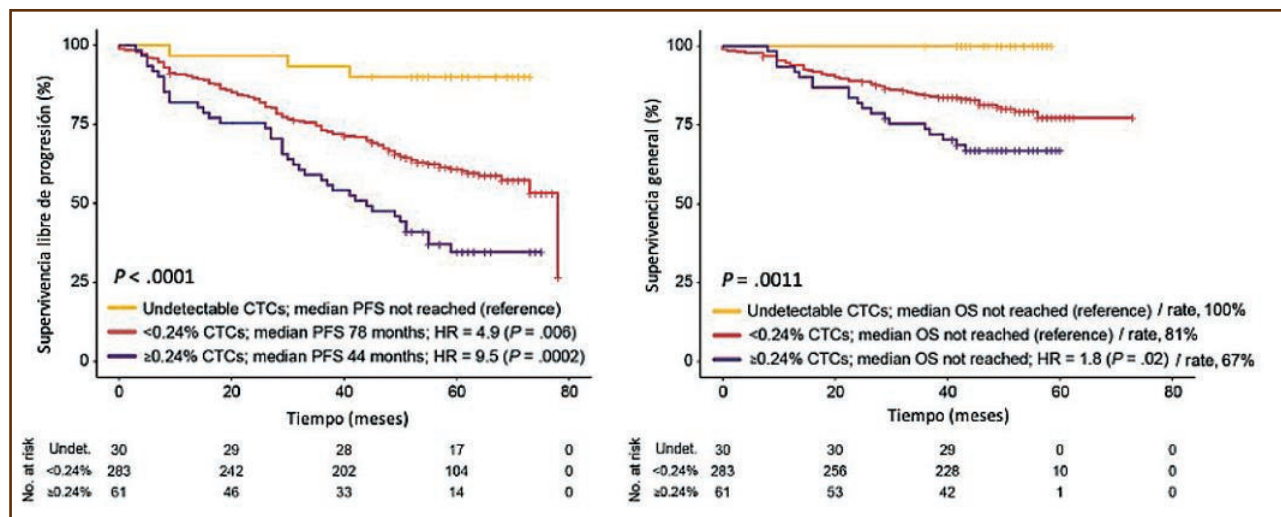 Supervivencia libre de progresión (%)
100
75
50
25
0
P < .0001
Undetectable CTCs; median PFS not reached (reference)
<0.24% CTCs; median PFS 78 months; HR = 4.9 (P = .006)
≥0.24% CTCs; median PFS 44 months; HR = 9.5 (P = .0002)
0 20 40 60 80
Tiempo (meses)
No. at risk
Undet. 30 29 28 17 0
<0.24% 283 242 202 104 0
≥0.24% 61 46 33 14 0
Supervivencia general (%)
100
75
50
25
0
P = .0011
Undetectable CTCs; median OS not reached (reference) / rate, 100%
<0.24% CTCs; median OS not reached (reference) / rate, 81%
≥0.24% CTCs; median OS not reached; HR = 1.8 (P = .02) / rate, 67%
0 20 40 60 80
Tiempo (meses)
No. at risk
Undet. 30 30 29 0 0
<0.24% 283 256 228 10 0
≥0.24% 61 53 42 1 0